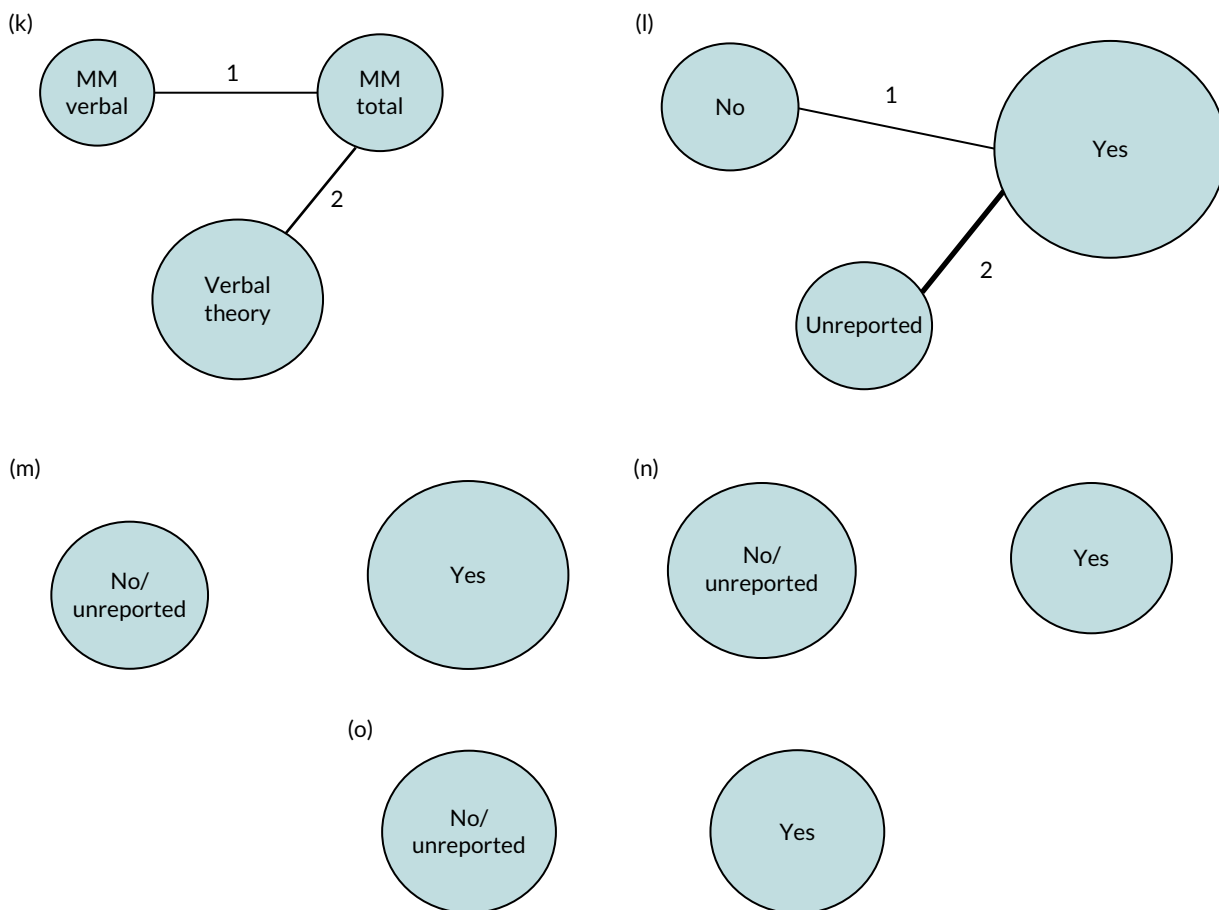 (k)
MM
verbal
1
MM
total
2
Verbal
theory
(l)
No
1
Yes
2
Unreported
(m)
No/
unreported
Yes
(n)
No/
unreported
Yes
(o)
No/
unreported
Yes